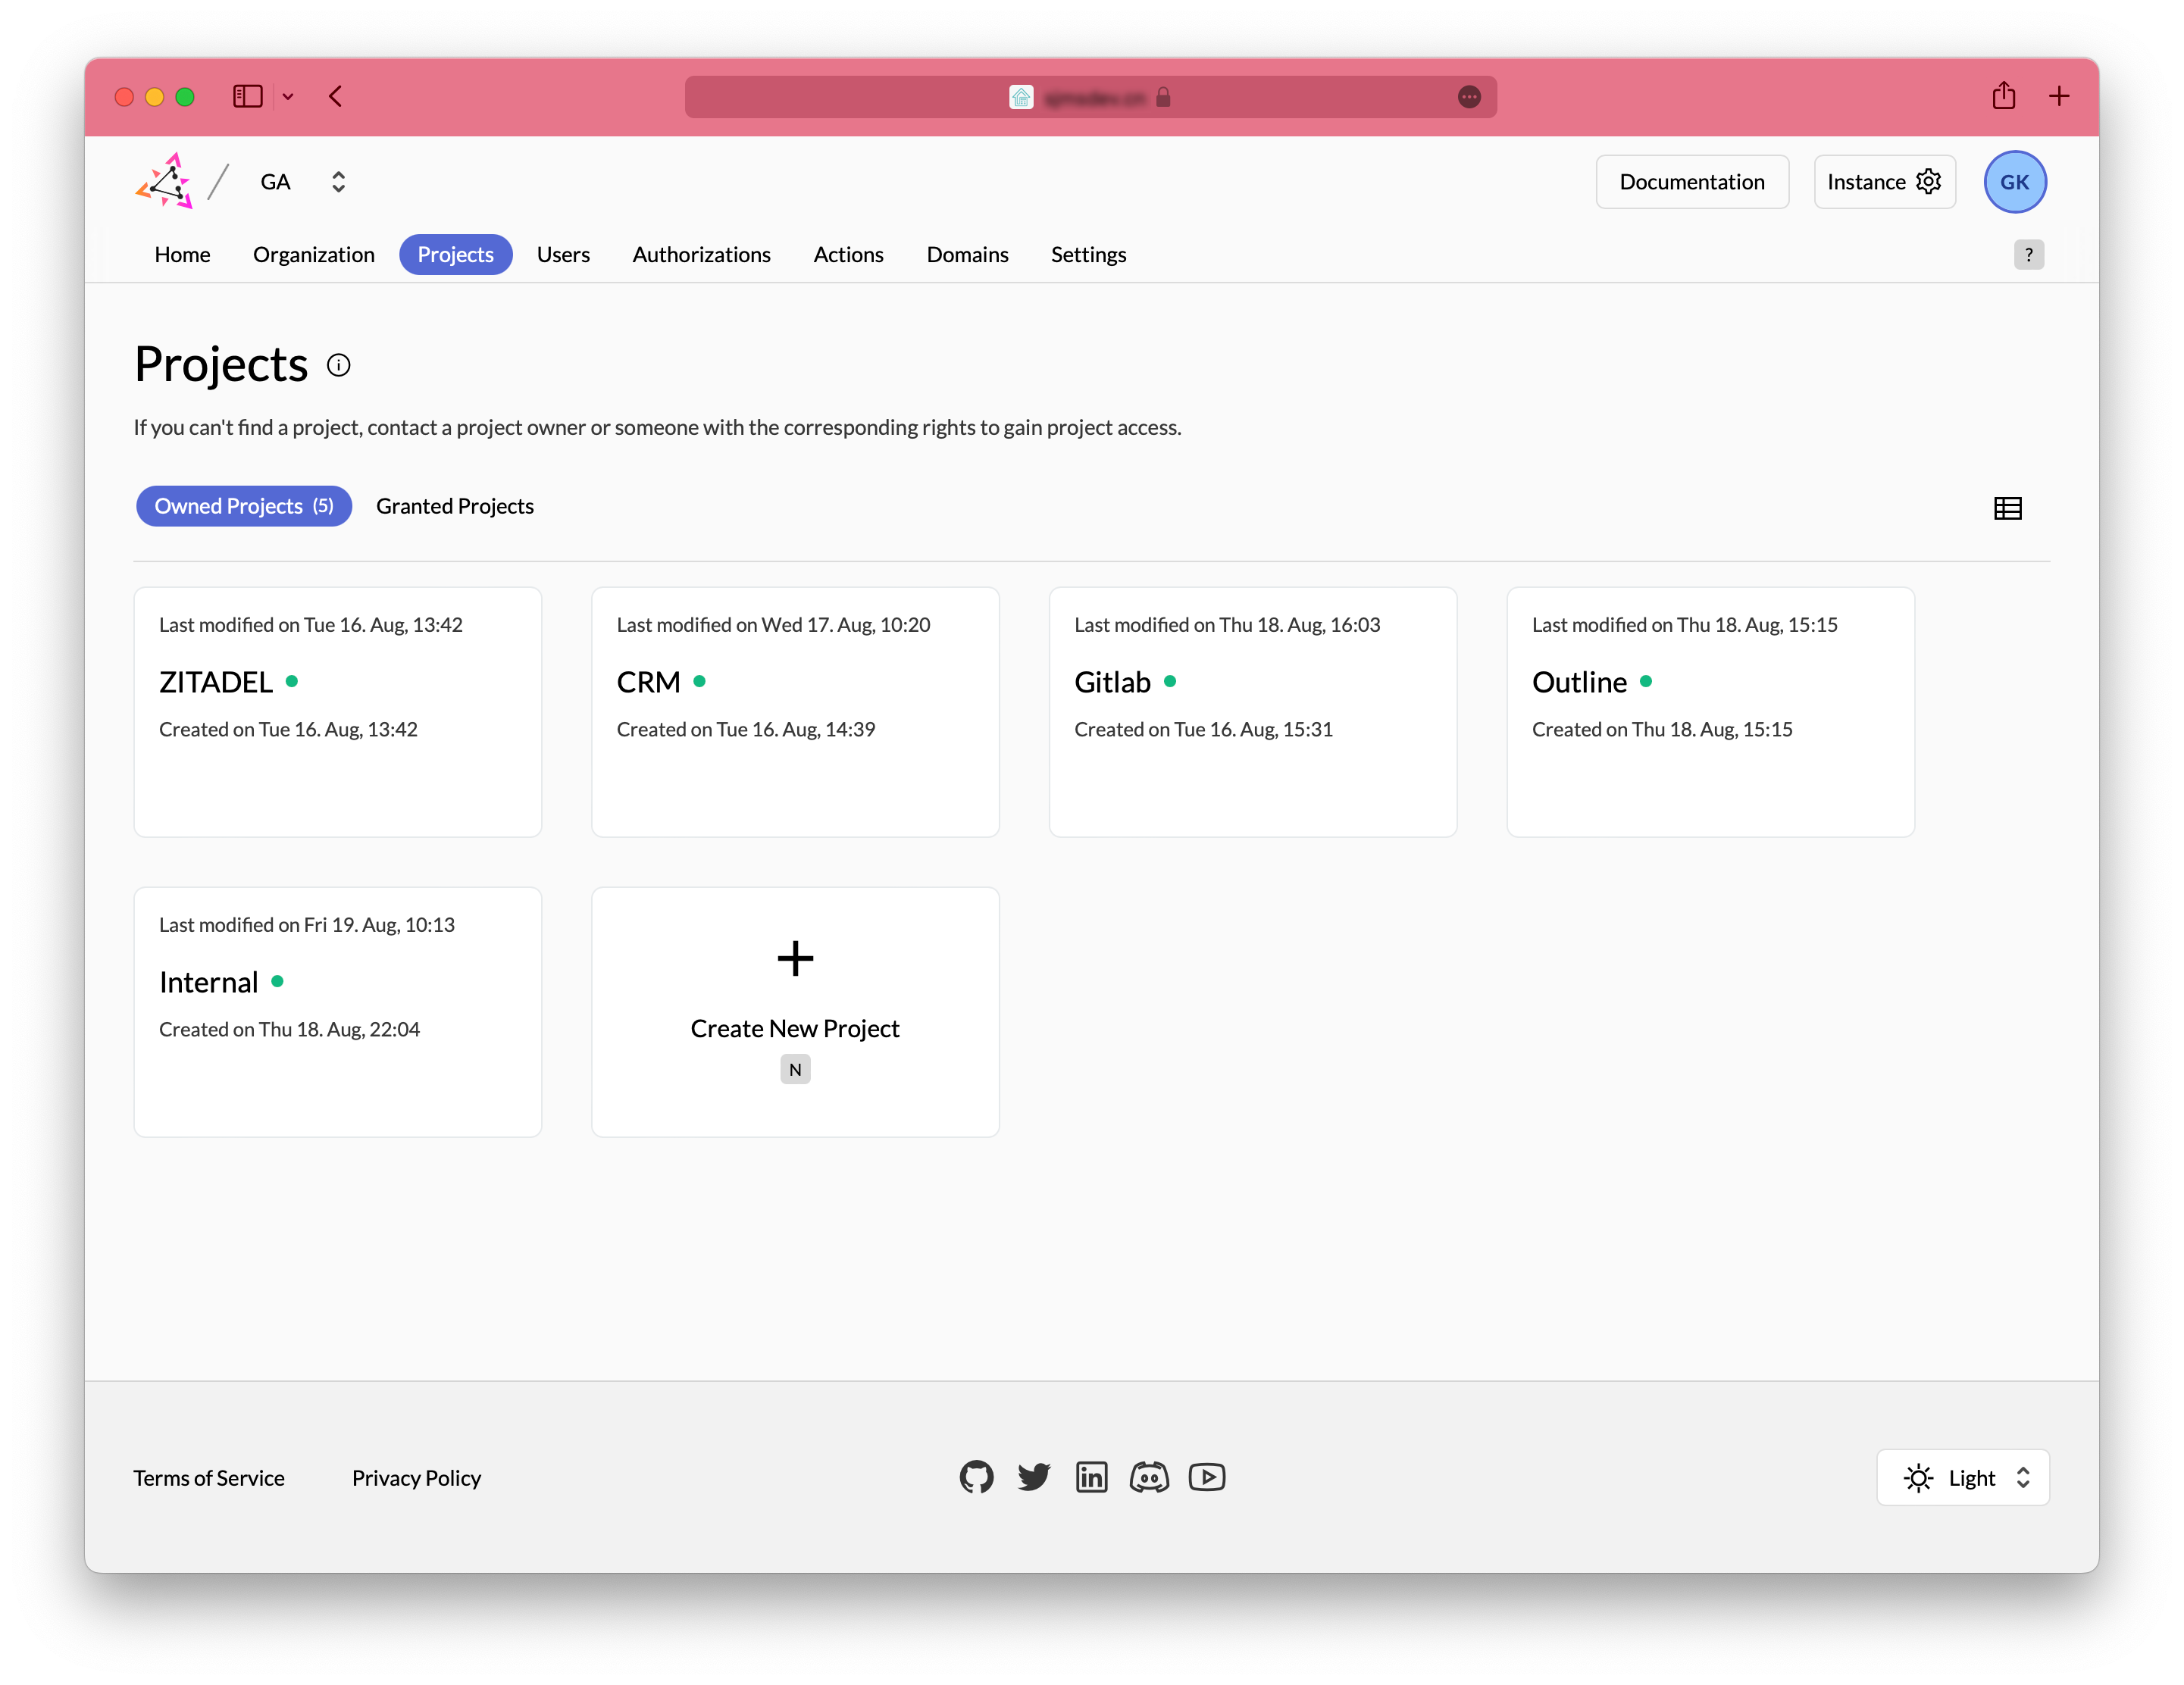 GA
Documentation
Instance
GK
Home Organization Projects Users Authorizations Actions Domains Settings ?
Projects
If you can't find a project, contact a project owner or someone with the corresponding rights to gain project access.
Owned Projects (5) Granted Projects
Last modified on Tue 16. Aug, 13:42
ZITADEL
Created on Tue 16. Aug, 13:42
Last modified on Wed 17. Aug, 10:20
CRM
Created on Tue 16. Aug, 14:39
Last modified on Thu 18. Aug, 16:03
Gitlab
Created on Tue 16. Aug, 15:31
Last modified on Thu 18. Aug, 15:15
Outline
Created on Thu 18. Aug, 15:15
Last modified on Fri 19. Aug, 10:13
Internal
Created on Thu 18. Aug, 22:04
Create New Project
N
Terms of Service Privacy Policy
Light